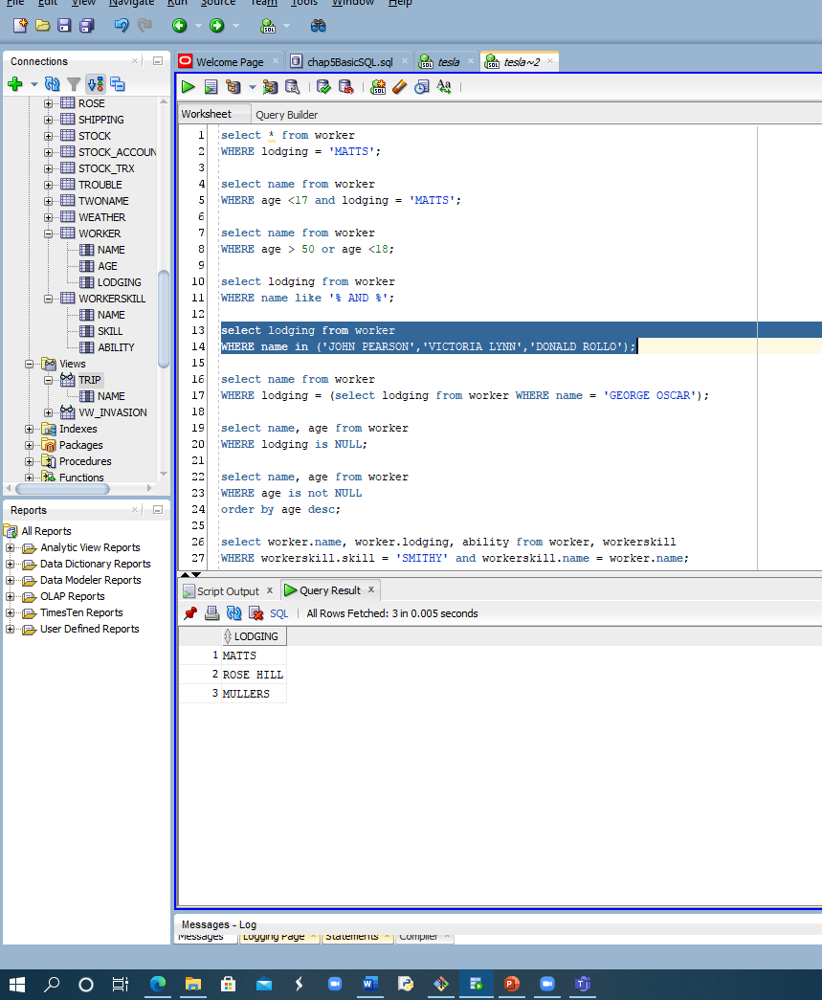 File Edit View Navigate Run Source Team Tools Window Help
Connections
Welcome Page chap5BasicSQL.sql tesla tesla~2
Worksheet Query Builder
ROSE
SHIPPING
STOCK
STOCK_ACCOUN
STOCK_TRX
TROUBLE
TWONAME
WEATHER
WORKER
NAME
AGE
LODGING
WORKERSKILL
NAME
SKILL
ABILITY
Views
TRIP
NAME
VW_INVASION
Indexes
Packages
Procedures
Functions
1 select * from worker
2 WHERE lodging = 'MATTS';
3
4 select name from worker
5 WHERE age <17 and lodging = 'MATTS';
6
7 select name from worker
8 WHERE age > 50 or age <18;
9
10 select lodging from worker
11 WHERE name like '% AND %';
12
13 select lodging from worker
14 WHERE name in ('JOHN PEARSON','VICTORIA LYNN','DONALD ROLLO');
15
16 select name from worker
17 WHERE lodging = (select lodging from worker WHERE name = 'GEORGE OSCAR');
18
19 select name, age from worker
20 WHERE lodging is NULL;
21
22 select name, age from worker
23 WHERE age is not NULL
24 order by age desc;
25
26 select worker.name, worker.lodging, ability from worker, workerskill
27 WHERE workerskill.skill = 'SMITHY' and workerskill.name = worker.name;
Reports
All Reports
Analytic View Reports
Data Dictionary Reports
Data Modeler Reports
OLAP Reports
TimesTen Reports
User Defined Reports
Script Output x Query Result x
SQL | All Rows Fetched: 3 in 0.005 seconds
LODGING
1 MATTS
2 ROSE HILL
3 MULLERS
Messages - Log
Messages Logging Page Statements Compiler